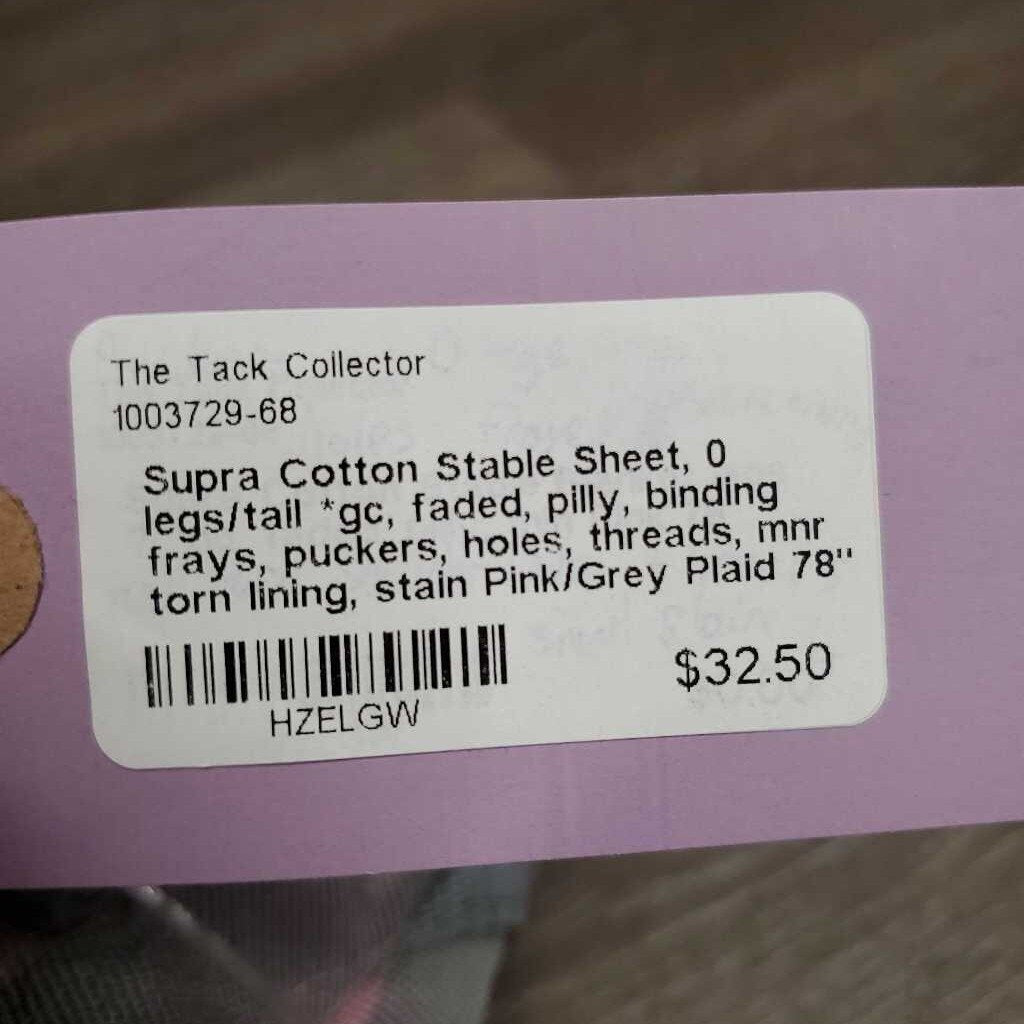 The Tack Collector
1003729-68
Supra Cotton Stable Sheet, 0
legs/tail *gc, faded, pilly, binding
frays, puckers, holes, threads, mnr
torn lining, stain Pink/Grey Plaid 78"
$32.50
HZELGW